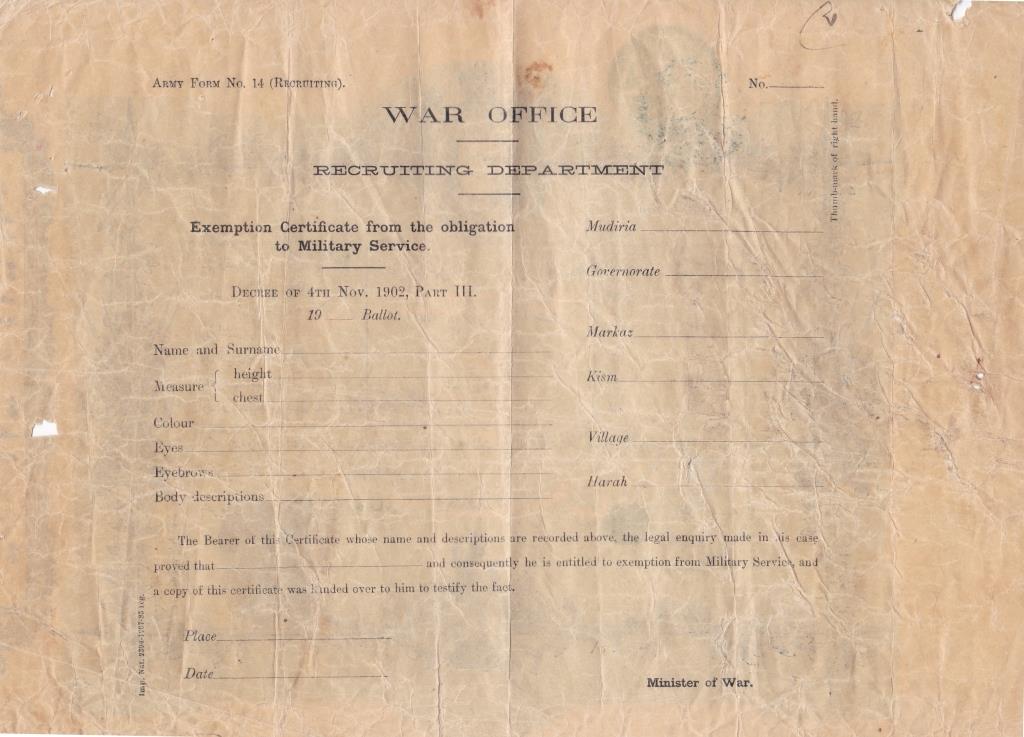 ARMY FORM NO. 14 (RECRUITING).
No.
WAR OFFICE
RECRUITING DEPARTMENT
Exemption Certificate from the obligation
to Military Service.
DECREE OF 4TH NOV. 1902, PART III.
19 Ballot.
Name and Surname
Measure { height
chest
Colour
Eyes
Eyebrows
Body descriptions
Mudiria
Governorate
Markaz
Kism
Village
Harah
Thumb-mark of right hand.
The Bearer of this Certificate whose name and descriptions are recorded above, the legal enquiry made in his case
proved that and consequently he is entitled to exemption from Military Service, and
a copy of this certificate was handed over to him to testify the fact.
Place
Date
Minister of War.
Imp. Nat.